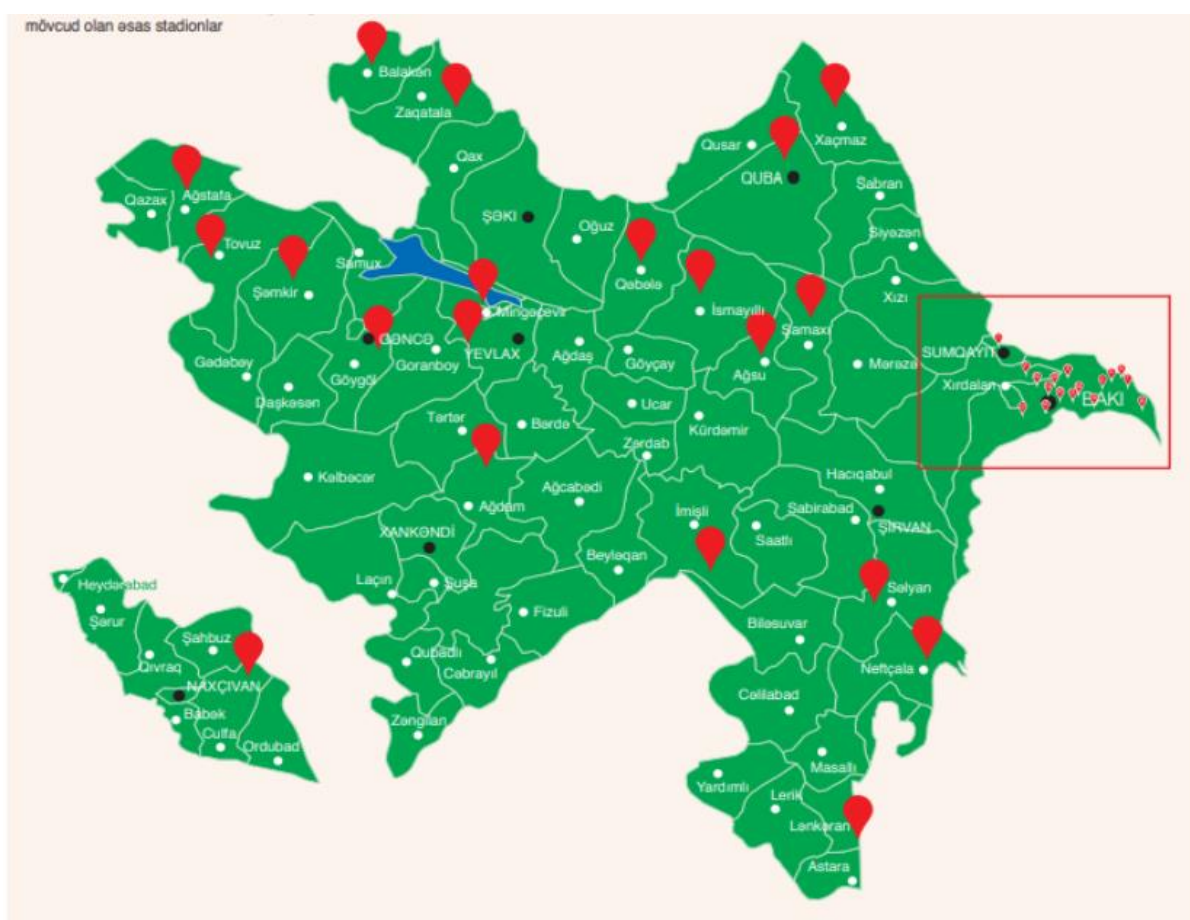 mövcud olan əsas stadionlar
Balakən
Zaqatala
Xaçmaz
Qusar
Qax
QUBA
Şabran
Qazax
Ağstafa
ŞƏKİ
Oğuz
Siyəzən
Tovuz
Samux
Qəbələ
Şəmkir
Xızı
Mingəçevir
İsmayıllı
Şamaxı
GƏNCƏ
YEVLAX
Ağdaş
Göyçay
Ağsu
Mərəzə
SUMQAYIT
Gədəbəy
Göygöl
Goranboy
Xırdalan
Daşkəsən
BAKI
Tərtər
Bərdə
Ucar
Kürdəmir
Zərdab
Kəlbəcər
Ağdam
Ağcabədi
Hacıqabul
İmişli
Sabirabad
XANKƏNDİ
Saatlı
ŞİRVAN
Beyləqan
Laçın
Şuşa
Heydərabad
Salyan
Şərur
Fizuli
Biləsuvar
Şahbuz
Qıvraq
Qubadlı
Cəbrayıl
Neftçala
NAXÇIVAN
Cəlilabad
Babək
Zəngilan
Culfa
Ordubad
Masallı
Yardımlı
Lerik
Lənkəran
Astara